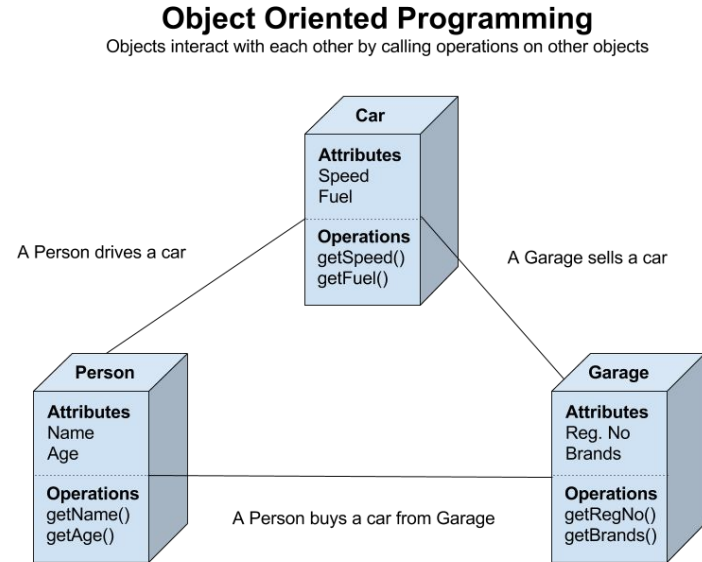 Object Oriented Programming
Objects interact with each other by calling operations on other objects
Car
Attributes
Speed
Fuel
Operations
getSpeed()
getFuel()
A Person drives a car
A Garage sells a car
Person
Attributes
Name
Age
Operations
getName()
getAge()
A Person buys a car from Garage
Garage
Attributes
Reg. No
Brands
Operations
getRegNo()
getBrands()